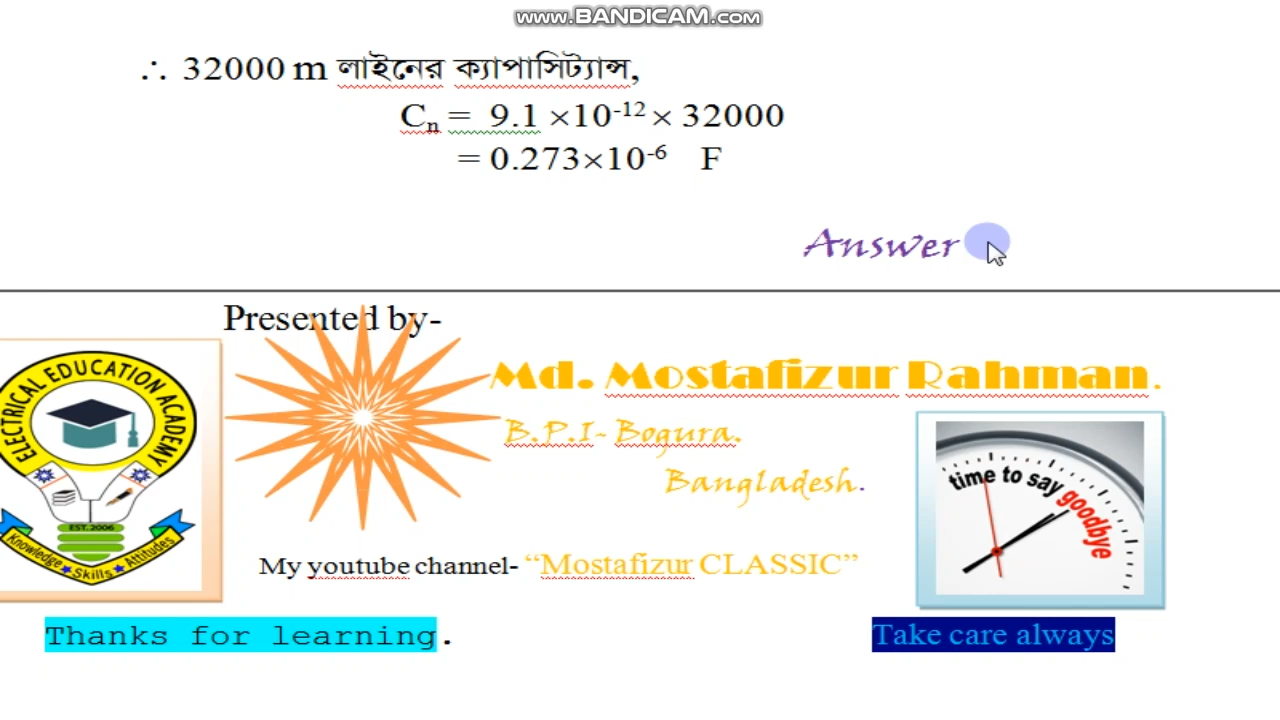 www.BANDICAM.com
∴ 32000 m লাইনের ক্যাপাসিট্যান্স,
Cn = 9.1 ×10-12 × 32000
= 0.273×10-6 F
Answer
Presented by-
ELECTRICAL EDUCATION ACADEMY
EST. 2006
Knowledge Skills Attitudes
Md. Mostafizur Rahman.
B.P.I- Bogura.
Bangladesh.
time to say goodbye
My youtube channel- “Mostafizur CLASSIC”
Thanks for learning.
Take care always